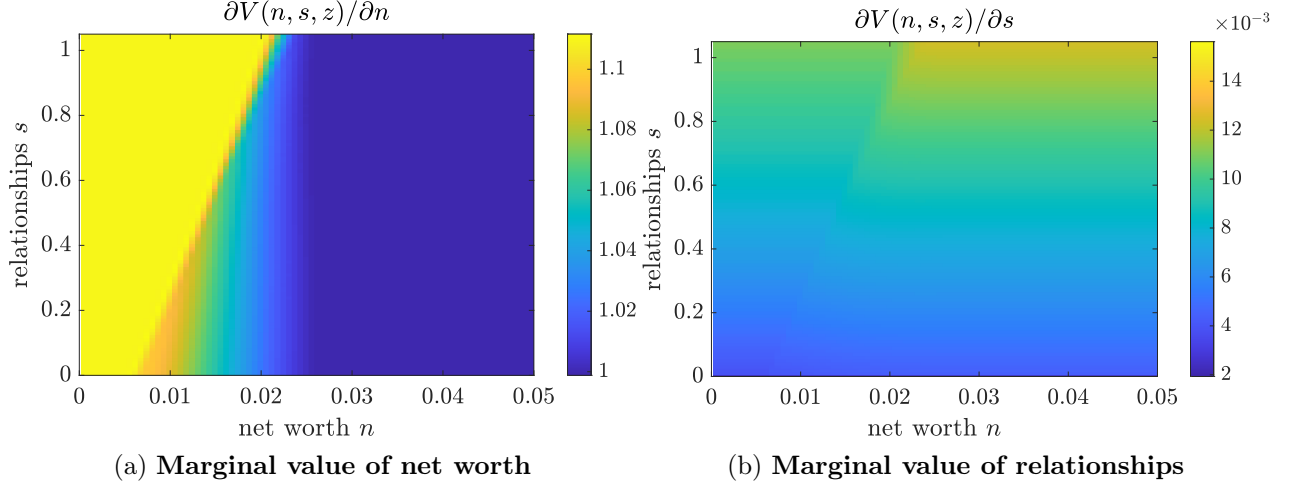 ∂V(n, s, z)/∂n
relationships s
1
0.8
0.6
0.4
0.2
0
0 0.01 0.02 0.03 0.04 0.05
net worth n
1.1
1.08
1.06
1.04
1.02
1
(a) Marginal value of net worth
∂V(n, s, z)/∂s
×10⁻³
relationships s
1
0.8
0.6
0.4
0.2
0
0 0.01 0.02 0.03 0.04 0.05
net worth n
14
12
10
8
6
4
2
(b) Marginal value of relationships